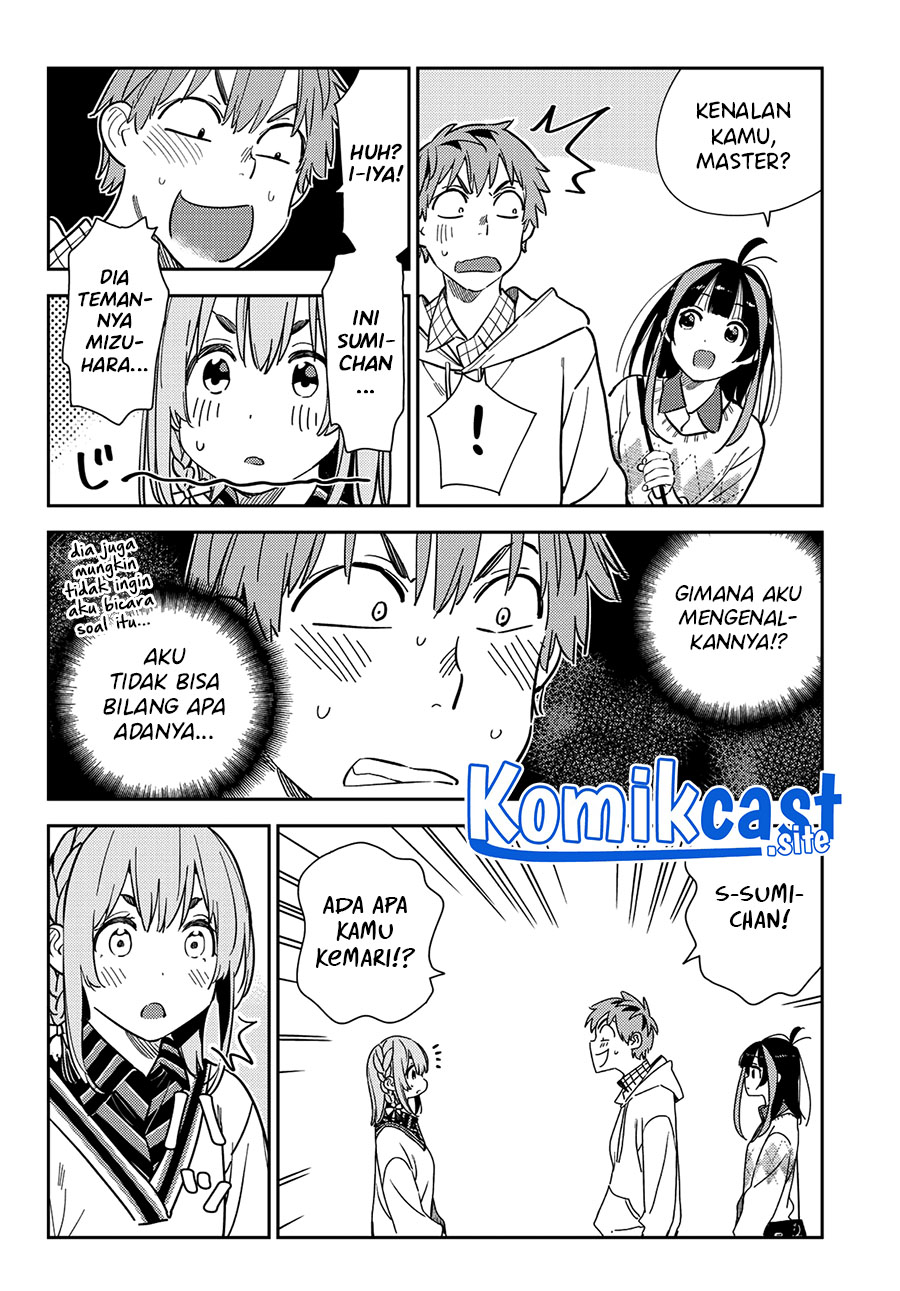 KENALAN
KAMU,
MASTER?
!
HUH?
I-IYA!
INI
SUMI-
CHAN
...
DIA
TEMAN-
NYA
MIZU-
HARA...
じ
GIMANA AKU
MENGENAL-
KANNYA!?
AKU
TIDAK BISA
BILANG APA
ADANYA...
dia juga
mungkin
tidak ingin
aku bicara
soal itu...
Komikcast
.site
S-SUMI-
CHAN!
ADA APA
KAMU
KEMARI!?